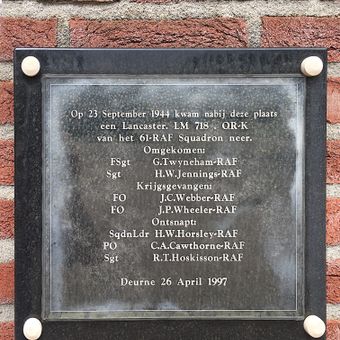 Op 23 September 1944 kwam nabij deze plaats
een Lancaster. LM 718 , QR-K
van het 61-RAF Squadron neer.
Omgekomen:
FSgt G.Twyneham-RAF
Sgt H.W.Jennings-RAF
Krijgsgevangen:
FO J.C.Webber-RAF
FO J.P.Wheeler-RAF
Ontsnapt:
SqdnLdr H.W.Horsley-RAF
PO C.A.Cawthorne-RAF
Sgt R.T.Hoskisson-RAF
Deurne 26 April 1997